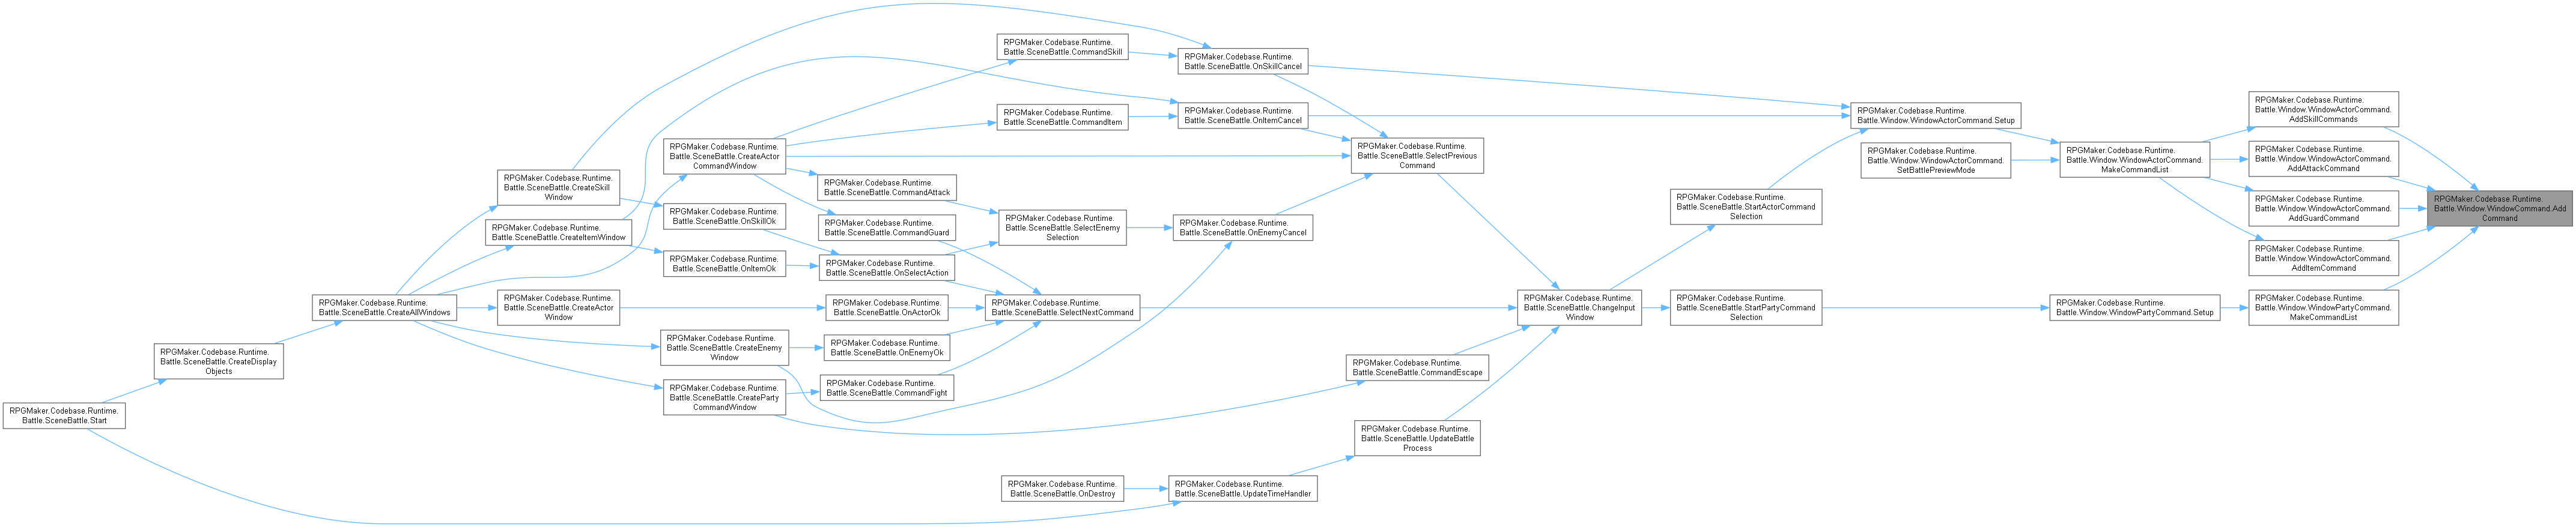 RPGMaker.Codebase.Runtime.
Battle.SceneBattle.Start
RPGMaker.Codebase.Runtime.
Battle.SceneBattle.CreateDisplay
Objects
RPGMaker.Codebase.Runtime.
Battle.SceneBattle.CreateAllWindows
RPGMaker.Codebase.Runtime.
Battle.SceneBattle.CreateSkill
Window
RPGMaker.Codebase.Runtime.
Battle.SceneBattle.CreateItemWindow
RPGMaker.Codebase.Runtime.
Battle.SceneBattle.CreateActor
Window
RPGMaker.Codebase.Runtime.
Battle.SceneBattle.CreateActor
CommandWindow
RPGMaker.Codebase.Runtime.
Battle.SceneBattle.OnSkillOk
RPGMaker.Codebase.Runtime.
Battle.SceneBattle.OnItemOk
RPGMaker.Codebase.Runtime.
Battle.SceneBattle.CreateEnemy
Window
RPGMaker.Codebase.Runtime.
Battle.SceneBattle.CreateParty
CommandWindow
RPGMaker.Codebase.Runtime.
Battle.SceneBattle.CommandAttack
RPGMaker.Codebase.Runtime.
Battle.SceneBattle.CommandGuard
RPGMaker.Codebase.Runtime.
Battle.SceneBattle.OnSelectAction
RPGMaker.Codebase.Runtime.
Battle.SceneBattle.OnActorOk
RPGMaker.Codebase.Runtime.
Battle.SceneBattle.OnEnemyOk
RPGMaker.Codebase.Runtime.
Battle.SceneBattle.CommandFight
RPGMaker.Codebase.Runtime.
Battle.SceneBattle.CommandSkill
RPGMaker.Codebase.Runtime.
Battle.SceneBattle.CommandItem
RPGMaker.Codebase.Runtime.
Battle.SceneBattle.SelectEnemy
Selection
RPGMaker.Codebase.Runtime.
Battle.SceneBattle.SelectNextCommand
RPGMaker.Codebase.Runtime.
Battle.SceneBattle.OnDestroy
RPGMaker.Codebase.Runtime.
Battle.SceneBattle.OnSkillCancel
RPGMaker.Codebase.Runtime.
Battle.SceneBattle.OnItemCancel
RPGMaker.Codebase.Runtime.
Battle.SceneBattle.OnEnemyCancel
RPGMaker.Codebase.Runtime.
Battle.SceneBattle.UpdateTimeHandler
RPGMaker.Codebase.Runtime.
Battle.SceneBattle.SelectPrevious
Command
RPGMaker.Codebase.Runtime.
Battle.SceneBattle.CommandEscape
RPGMaker.Codebase.Runtime.
Battle.SceneBattle.UpdateBattle
Process
RPGMaker.Codebase.Runtime.
Battle.SceneBattle.ChangeInput
Window
RPGMaker.Codebase.Runtime.
Battle.SceneBattle.StartActorCommand
Selection
RPGMaker.Codebase.Runtime.
Battle.SceneBattle.StartPartyCommand
Selection
RPGMaker.Codebase.Runtime.
Battle.Window.WindowActorCommand.Setup
RPGMaker.Codebase.Runtime.
Battle.Window.WindowActorCommand.
SetBattlePreviewMode
RPGMaker.Codebase.Runtime.
Battle.Window.WindowPartyCommand.Setup
RPGMaker.Codebase.Runtime.
Battle.Window.WindowActorCommand.
MakeCommandList
RPGMaker.Codebase.Runtime.
Battle.Window.WindowActorCommand.
AddSkillCommands
RPGMaker.Codebase.Runtime.
Battle.Window.WindowActorCommand.
AddAttackCommand
RPGMaker.Codebase.Runtime.
Battle.Window.WindowActorCommand.
AddGuardCommand
RPGMaker.Codebase.Runtime.
Battle.Window.WindowActorCommand.
AddItemCommand
RPGMaker.Codebase.Runtime.
Battle.Window.WindowPartyCommand.
MakeCommandList
RPGMaker.Codebase.Runtime.
Battle.Window.WindowCommand.Add
Command